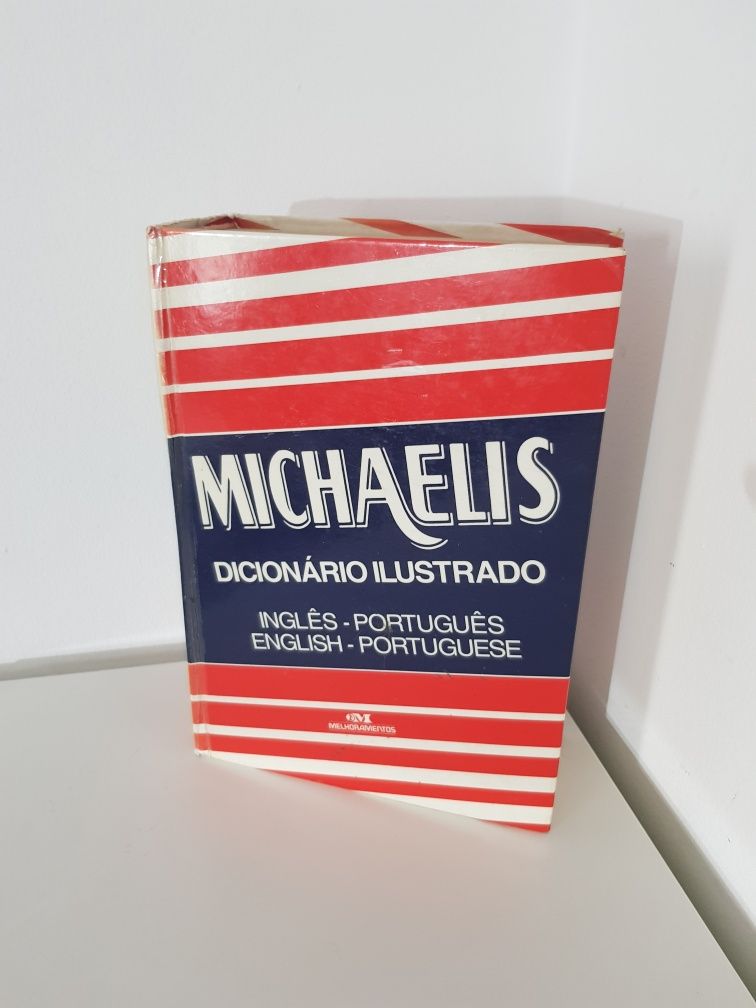 MICHAELIS
DICIONÁRIO ILUSTRADO
INGLÊS - PORTUGUÊS
ENGLISH - PORTUGUESE
MELHORAMENTOS